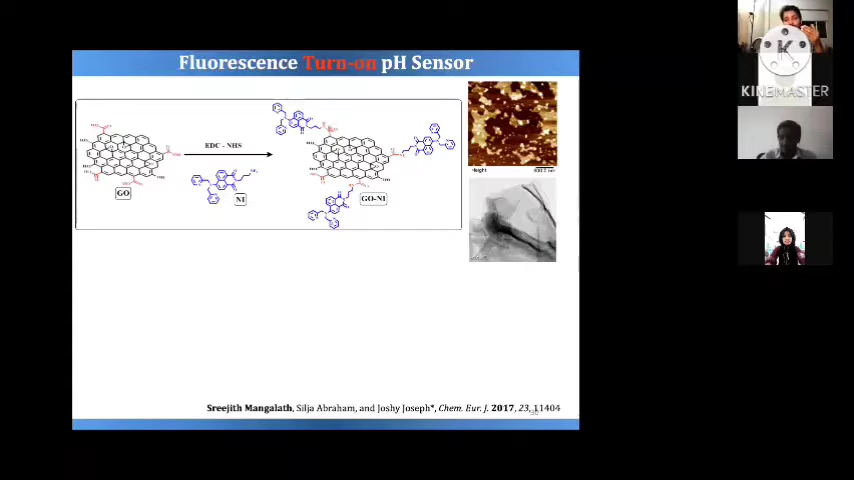 Fluorescence Turn-on pH Sensor
EDC - NHS
GO
NI
GO-NI
Height
K
KINEMASTER
Sreejith Mangalath, Silja Abraham, and Joshy Joseph*, Chem. Eur. J. 2017, 23, 11404